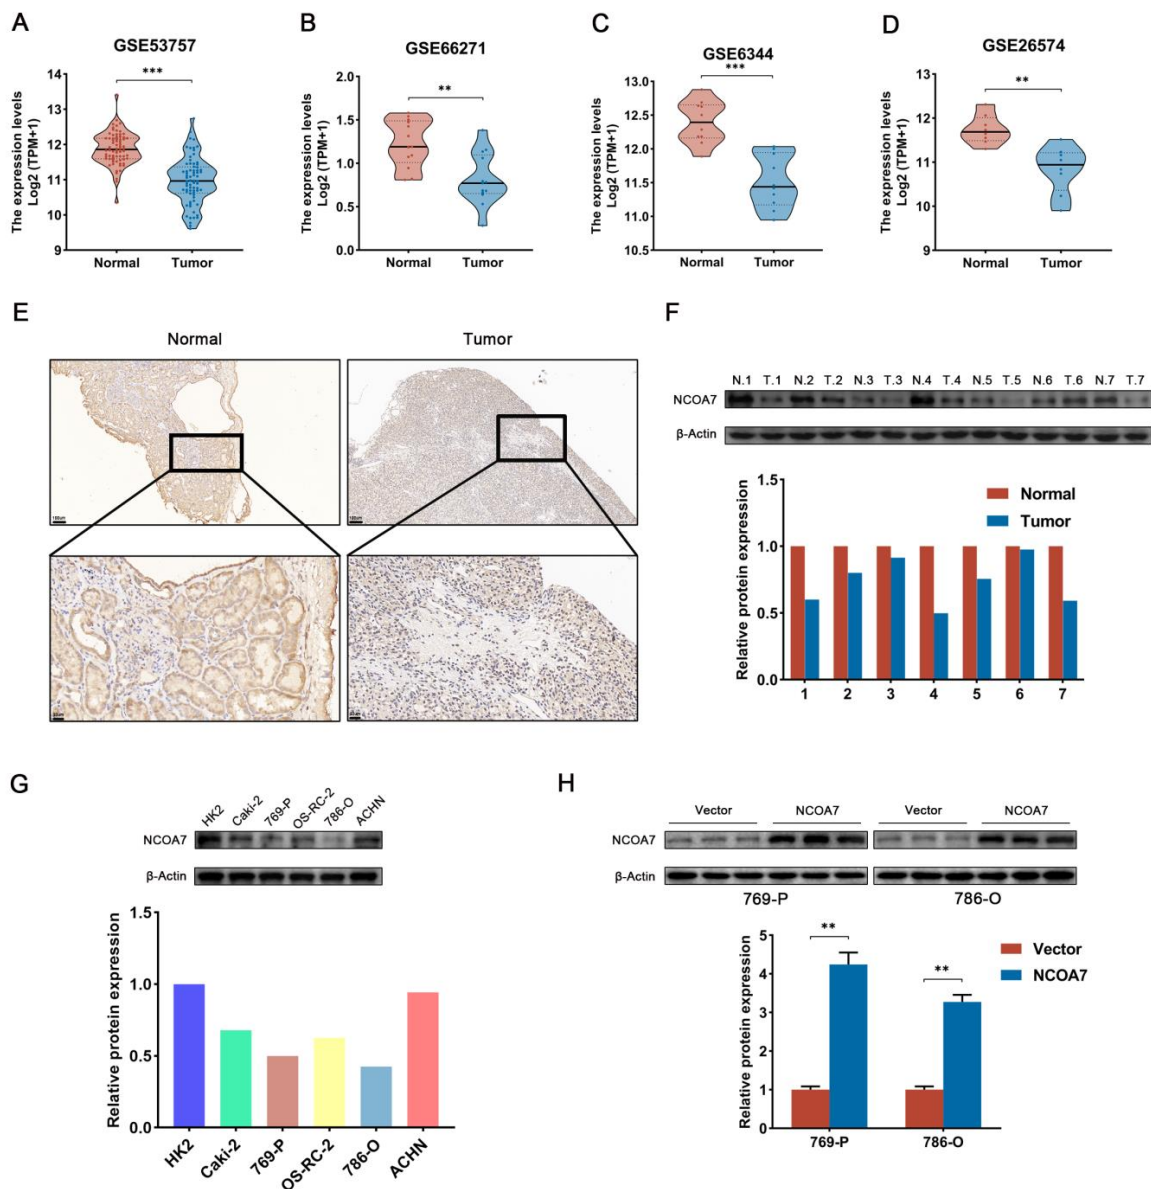 A
GSE53757
***
The expression levels
Log2 (TPM+1)
14
13
12
11
10
9
Normal Tumor
B
GSE66271
**
The expression levels
Log2 (TPM+1)
2.0
1.5
1.0
0.5
0.0
Normal Tumor
C
GSE6344
***
The expression levels
Log2 (TPM+1)
13.0
12.5
12.0
11.5
11.0
10.5
Normal Tumor
D
GSE26574
**
The expression levels
Log2 (TPM+1)
13
12
11
10
9
Normal Tumor
E
Normal Tumor
F
N.1 T.1 N.2 T.2 N.3 T.3 N.4 T.4 N.5 T.5 N.6 T.6 N.7 T.7
NCOA7
β-Actin
Relative protein expression
1.5
1.0
0.5
0.0
Normal
Tumor
1 2 3 4 5 6 7
G
HK2 Caki-2 769-P OS-RC-2 786-O ACHN
NCOA7
β-Actin
Relative protein expression
1.5
1.0
0.5
0.0
HK2 Caki-2 769-P OS-RC-2 786-O ACHN
H
Vector NCOA7 Vector NCOA7
NCOA7
β-Actin
769-P 786-O
Relative protein expression
5
4
3
2
1
0
** **
Vector
NCOA7
769-P 786-O